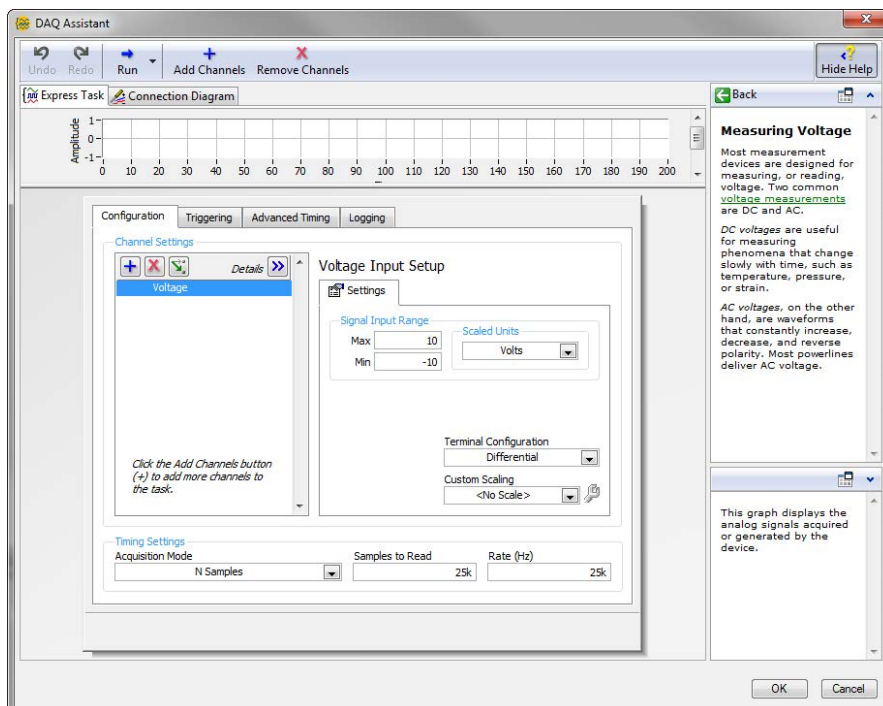 DAQ Assistant
Undo Redo Run Add Channels Remove Channels Hide Help
Express Task Connection Diagram
Amplitude
1
0
-1
0 10 20 30 40 50 60 70 80 90 100 110 120 130 140 150 160 170 180 190 200
Configuration Triggering Advanced Timing Logging
Channel Settings
Details
Voltage
Click the Add Channels button
(+) to add more channels to
the task.
Voltage Input Setup
Settings
Signal Input Range
Max 10
Min -10
Scaled Units
Volts
Terminal Configuration
Differential
Custom Scaling
<No Scale>
Timing Settings
Acquisition Mode Samples to Read Rate (Hz)
N Samples 25k 25k
Back
Measuring Voltage
Most measurement
devices are designed for
measuring, or reading,
voltage. Two common
voltage measurements
are DC and AC.
DC voltages are useful
for measuring
phenomena that change
slowly with time, such as
temperature, pressure,
or strain.
AC voltages, on the other
hand, are waveforms
that constantly increase,
decrease, and reverse
polarity. Most powerlines
deliver AC voltage.
This graph displays the
analog signals acquired
or generated by the
device.
OK Cancel